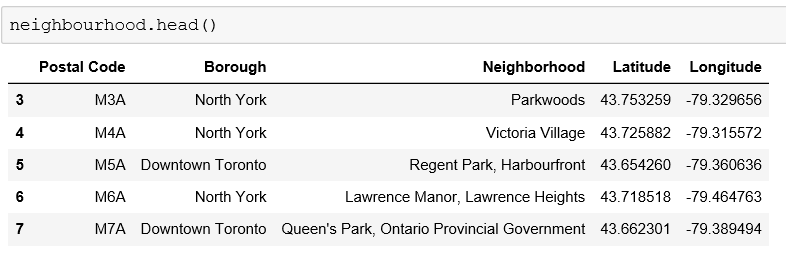 neighbourhood.head()
Postal Code Borough Neighborhood Latitude Longitude
3 M3A North York Parkwoods 43.753259 -79.329656
4 M4A North York Victoria Village 43.725882 -79.315572
5 M5A Downtown Toronto Regent Park, Harbourfront 43.654260 -79.360636
6 M6A North York Lawrence Manor, Lawrence Heights 43.718518 -79.464763
7 M7A Downtown Toronto Queen's Park, Ontario Provincial Government 43.662301 -79.389494